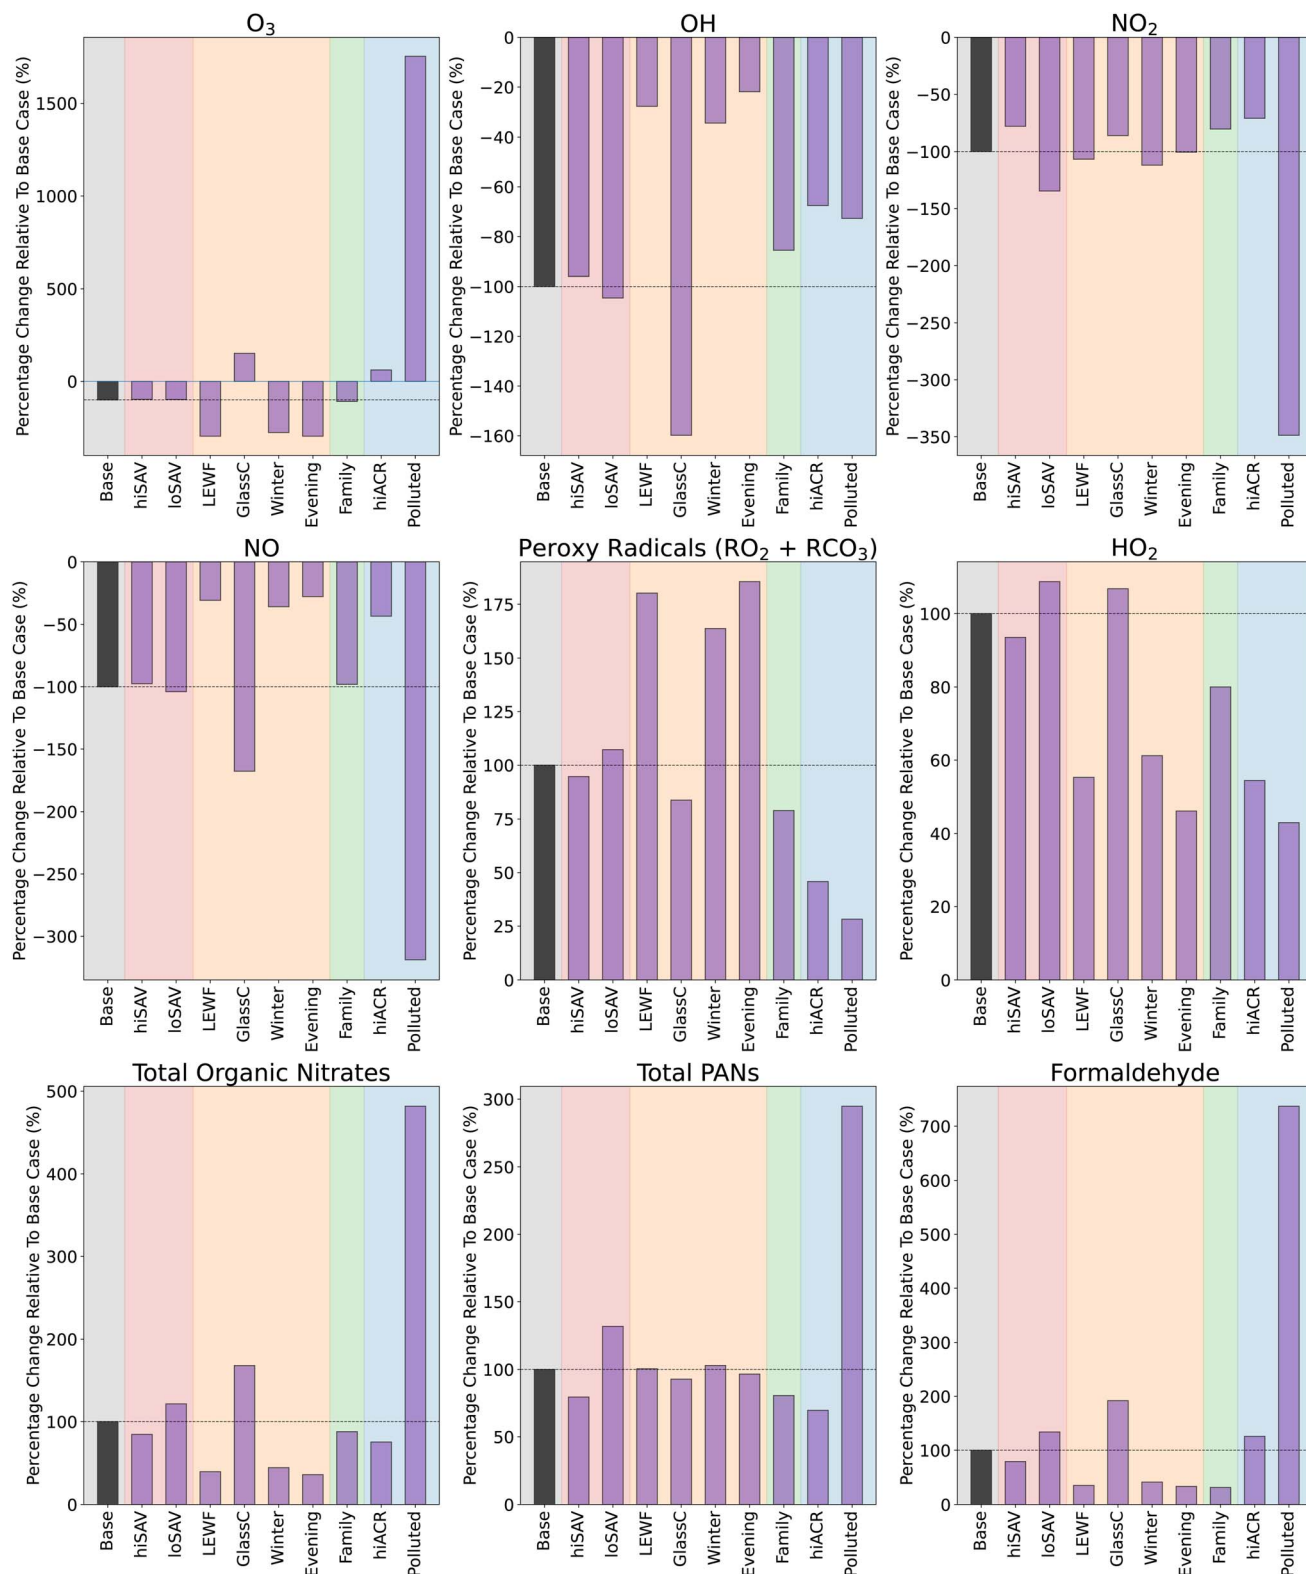 O₃
Percentage Change Relative To Base Case (%)
1500
1000
500
0
Base
hiSAV
loSAV
LEWF
GlassC
Winter
Evening
Family
hiACR
Polluted
OH
Percentage Change Relative To Base Case (%)
0
−20
−40
−60
−80
−100
−120
−140
−160
Base
hiSAV
loSAV
LEWF
GlassC
Winter
Evening
Family
hiACR
Polluted
NO₂
Percentage Change Relative To Base Case (%)
0
−50
−100
−150
−200
−250
−300
−350
Base
hiSAV
loSAV
LEWF
GlassC
Winter
Evening
Family
hiACR
Polluted
NO
Percentage Change Relative To Base Case (%)
0
−50
−100
−150
−200
−250
−300
Base
hiSAV
loSAV
LEWF
GlassC
Winter
Evening
Family
hiACR
Polluted
Peroxy Radicals (RO₂ + RCO₃)
Percentage Change Relative To Base Case (%)
175
150
125
100
75
50
25
0
Base
hiSAV
loSAV
LEWF
GlassC
Winter
Evening
Family
hiACR
Polluted
HO₂
Percentage Change Relative To Base Case (%)
100
80
60
40
20
0
Base
hiSAV
loSAV
LEWF
GlassC
Winter
Evening
Family
hiACR
Polluted
Total Organic Nitrates
Percentage Change Relative To Base Case (%)
500
400
300
200
100
0
Base
hiSAV
loSAV
LEWF
GlassC
Winter
Evening
Family
hiACR
Polluted
Total PANs
Percentage Change Relative To Base Case (%)
300
250
200
150
100
50
0
Base
hiSAV
loSAV
LEWF
GlassC
Winter
Evening
Family
hiACR
Polluted
Formaldehyde
Percentage Change Relative To Base Case (%)
700
600
500
400
300
200
100
0
Base
hiSAV
loSAV
LEWF
GlassC
Winter
Evening
Family
hiACR
Polluted